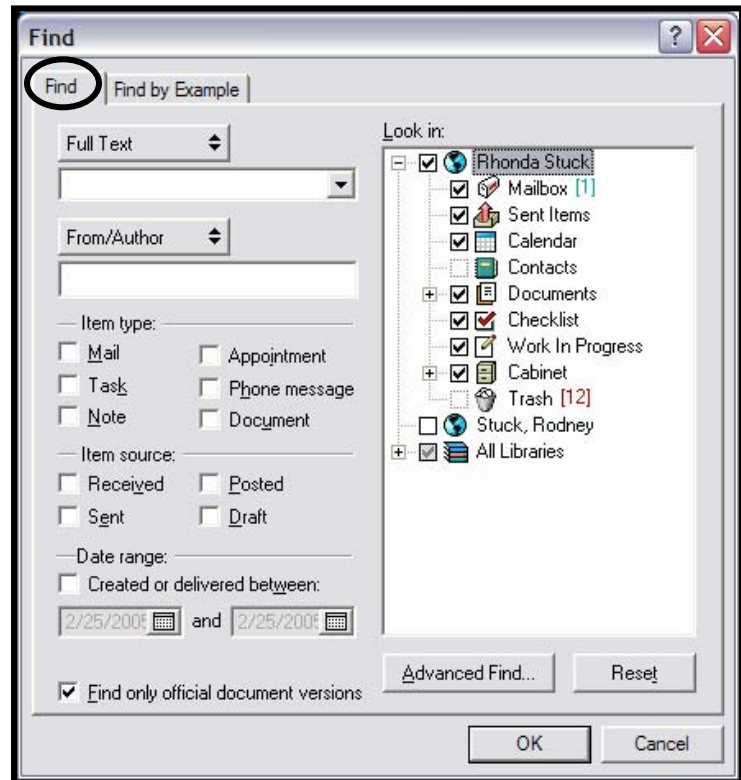 Find
Find
Find by Example
Full Text
From/Author
Item type:
Mail
Appointment
Task
Phone message
Note
Document
Item source:
Received
Posted
Sent
Draft
Date range:
Created or delivered between:
2/25/2005 and 2/25/2005
Find only official document versions
Look in:
Rhonda Stuck
Mailbox [1]
Sent Items
Calendar
Contacts
Documents
Checklist
Work In Progress
Cabinet
Trash [12]
Stuck, Rodney
All Libraries
Advanced Find... Reset
OK Cancel